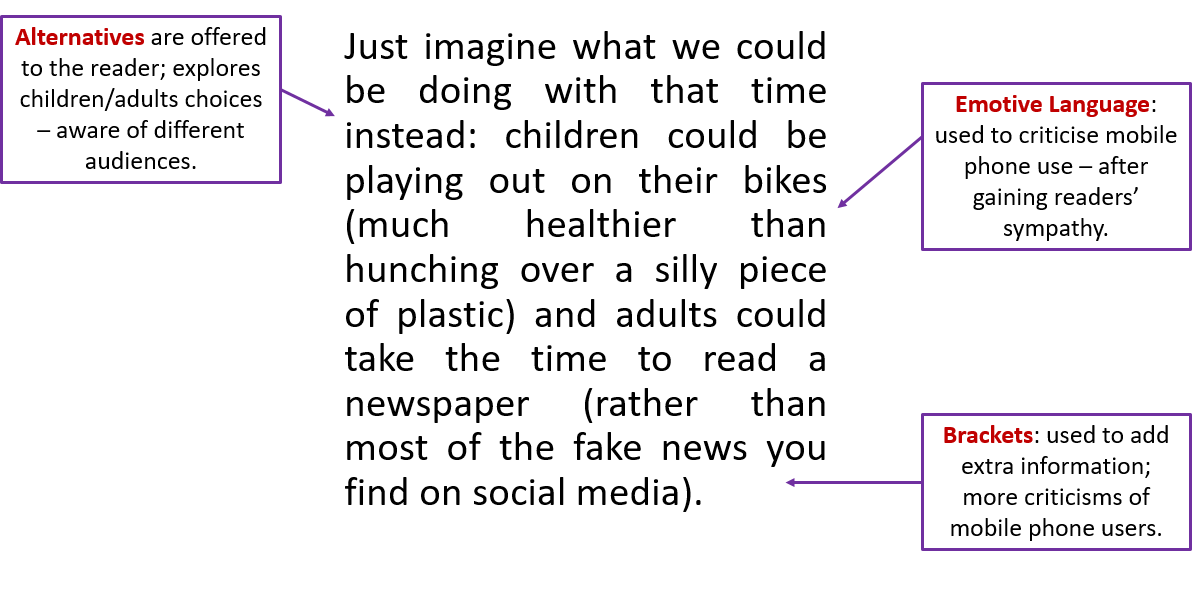 Alternatives are offered
to the reader; explores
children/adults choices
– aware of different
audiences.
Just imagine what we could
be doing with that time
instead: children could be
playing out on their bikes
(much healthier than
hunching over a silly piece
of plastic) and adults could
take the time to read a
newspaper (rather than
most of the fake news you
find on social media).
Emotive Language:
used to criticise mobile
phone use – after
gaining readers’
sympathy.
Brackets: used to add
extra information;
more criticisms of
mobile phone users.